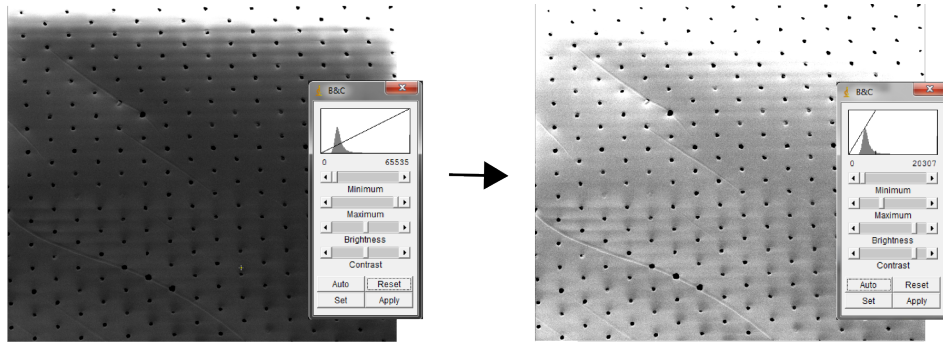 B&C
0 65535
Minimum
Maximum
Brightness
Contrast
Auto Reset
Set Apply
B&C
0 20307
Minimum
Maximum
Brightness
Contrast
Auto Reset
Set Apply